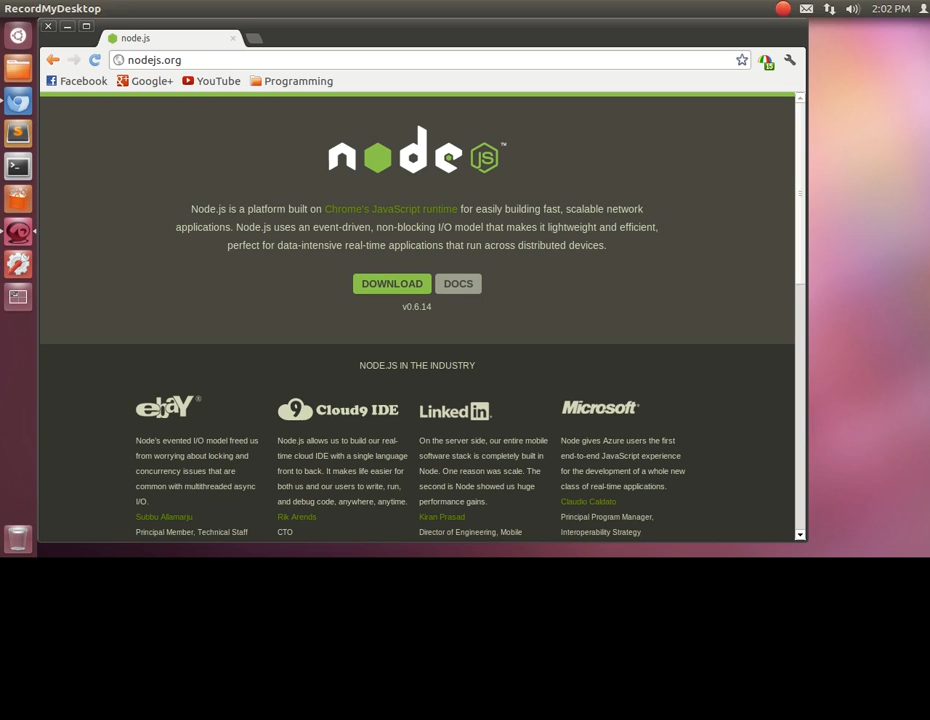 RecordMyDesktop
2:02 PM
node.js
nodejs.org
Facebook Google+ YouTube Programming
node JS ™
Node.js is a platform built on Chrome's JavaScript runtime for easily building fast, scalable network
applications. Node.js uses an event-driven, non-blocking I/O model that makes it lightweight and efficient,
perfect for data-intensive real-time applications that run across distributed devices.
DOWNLOAD DOCS
v0.6.14
NODE.JS IN THE INDUSTRY
ebaY®
Node's evented I/O model freed us
from worrying about locking and
concurrency issues that are
common with multithreaded async
I/O.
Subbu Allamarju
Principal Member, Technical Staff
9 Cloud9 IDE
Node.js allows us to build our real-
time cloud IDE with a single language
front to back. It makes life easier for
both us and our users to write, run,
and debug code, anywhere, anytime.
Rik Arends
CTO
Linked in.
On the server side, our entire mobile
software stack is completely built in
Node. One reason was scale. The
second is Node showed us huge
performance gains.
Kiran Prasad
Director of Engineering, Mobile
Microsoft
Node gives Azure users the first
end-to-end JavaScript experience
for the development of a whole new
class of real-time applications.
Claudio Caldato
Principal Program Manager,
Interoperability Strategy